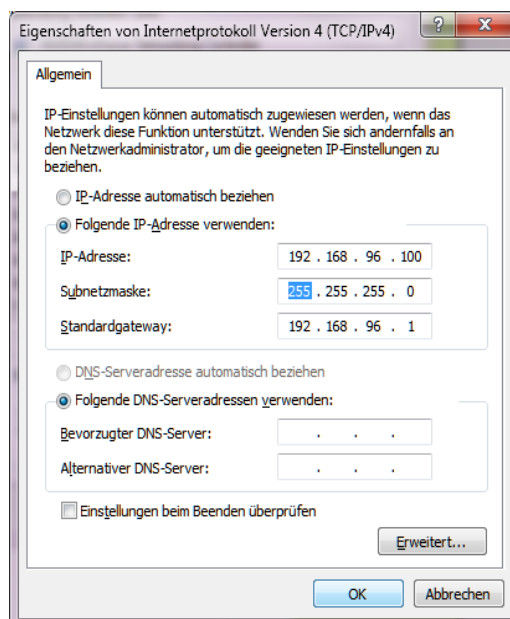 Eigenschaften von Internetprotokoll Version 4 (TCP/IPv4)
?
X
Allgemein
IP-Einstellungen können automatisch zugewiesen werden, wenn das
Netzwerk diese Funktion unterstützt. Wenden Sie sich andernfalls an
den Netzwerkadministrator, um die geeigneten IP-Einstellungen zu
beziehen.
IP-Adresse automatisch beziehen
Folgende IP-Adresse verwenden:
IP-Adresse: 192 . 168 . 96 . 100
Subnetzmaske: 255 . 255 . 255 . 0
Standardgateway: 192 . 168 . 96 . 1
DNS-Serveradresse automatisch beziehen
Folgende DNS-Serveradressen verwenden:
Bevorzugter DNS-Server: . . .
Alternativer DNS-Server: . . .
Einstellungen beim Beenden überprüfen
Erweitert...
OK Abbrechen